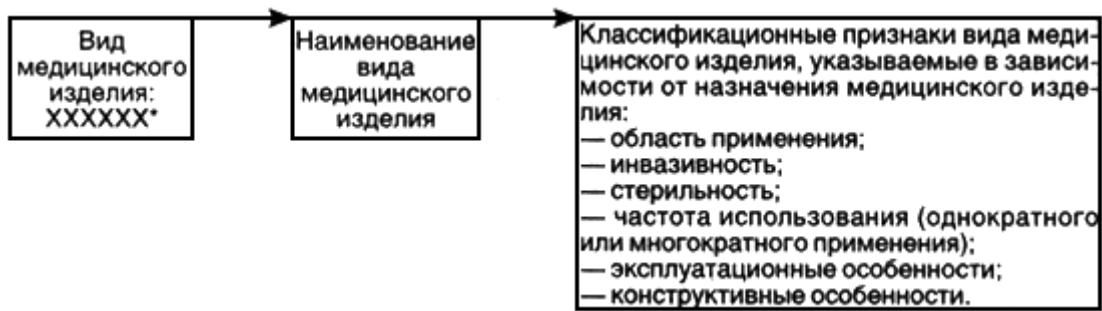 Вид
медицинского
изделия:
XXXXXX*
Наименование
вида
медицинского
изделия
Классификационные признаки вида меди-
цинского изделия, указываемые в зависи-
мости от назначения медицинского изде-
лия:
— область применения;
— инвазивность;
— стерильность;
— частота использования (однократного
или многократного применения);
— эксплуатационные особенности;
— конструктивные особенности.